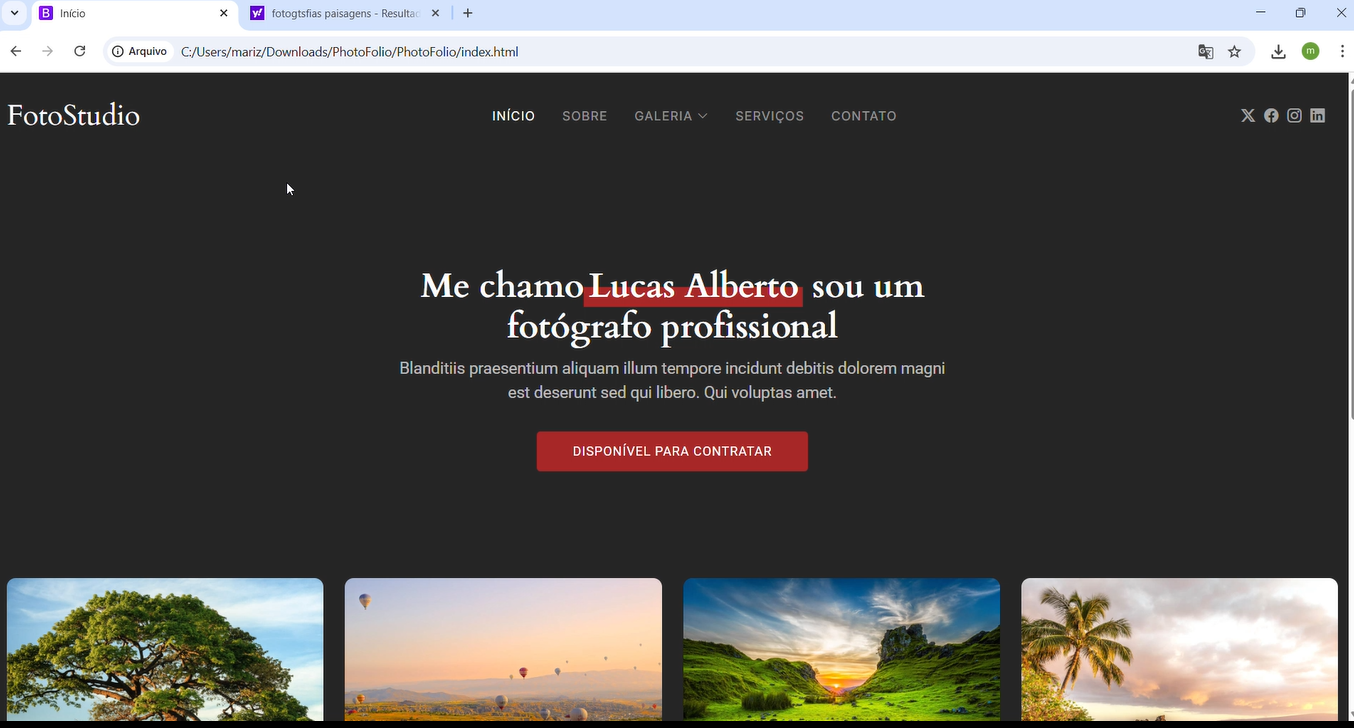 Início
fotogtsfias paisagens - Resultad
Arquivo
C:/Users/mariz/Downloads/PhotoFolio/PhotoFolio/index.html
m
FotoStudio
INÍCIO SOBRE GALERIA SERVIÇOS CONTATO
Me chamo Lucas Alberto sou um
fotógrafo profissional
Blanditiis praesentium aliquam illum tempore incidunt debitis dolorem magni
est deserunt sed qui libero. Qui voluptas amet.
DISPONÍVEL PARA CONTRATAR